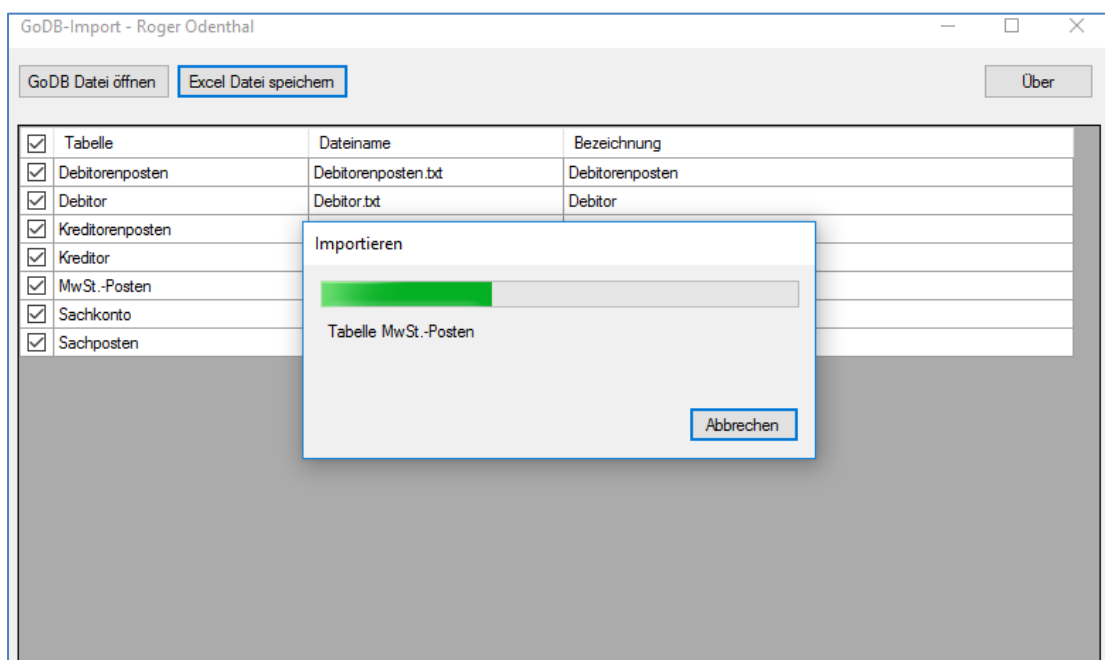 GoDB-Import - Roger Odenthal
GoDB Datei öffnen Excel Datei speichern Über
Tabelle Dateiname Bezeichnung
Debitorenposten Debitorenposten.txt Debitorenposten
Debitor Debitor.txt Debitor
Kreditorenposten
Kreditor
MwSt.-Posten
Sachkonto
Sachposten
Importieren
Tabelle MwSt.-Posten
Abbrechen